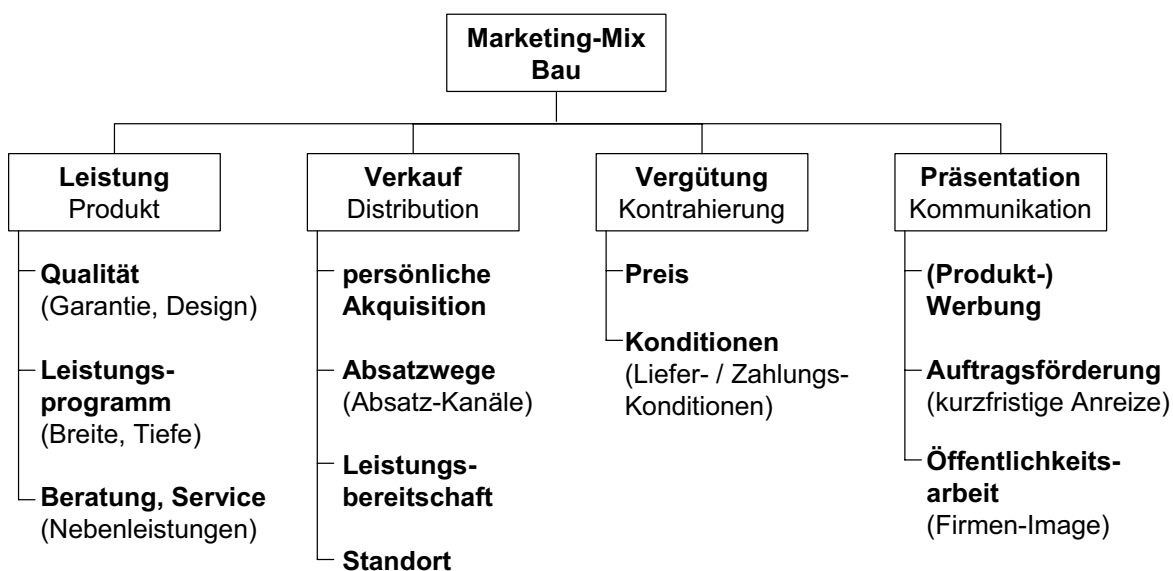 Marketing-Mix
Bau
Leistung
Produkt
Qualität
(Garantie, Design)
Leistungs-
programm
(Breite, Tiefe)
Beratung, Service
(Nebenleistungen)
Verkauf
Distribution
persönliche
Akquisition
Absatzwege
(Absatz-Kanäle)
Leistungs-
bereitschaft
Standort
Vergütung
Kontrahierung
Preis
Konditionen
(Liefer- / Zahlungs-
Konditionen)
Präsentation
Kommunikation
(Produkt-)
Werbung
Auftragsförderung
(kurzfristige Anreize)
Öffentlichkeits-
arbeit
(Firmen-Image)